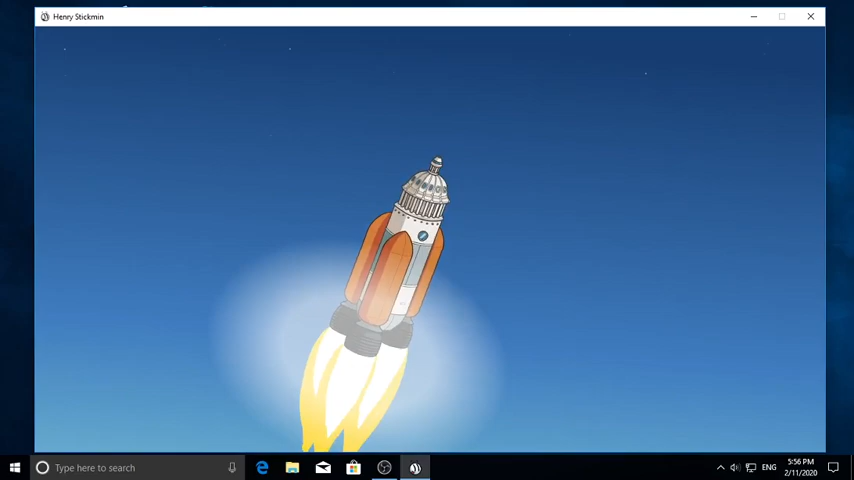 Henry Stickmin
Type here to search
ENG
5:56 PM
2/11/2020